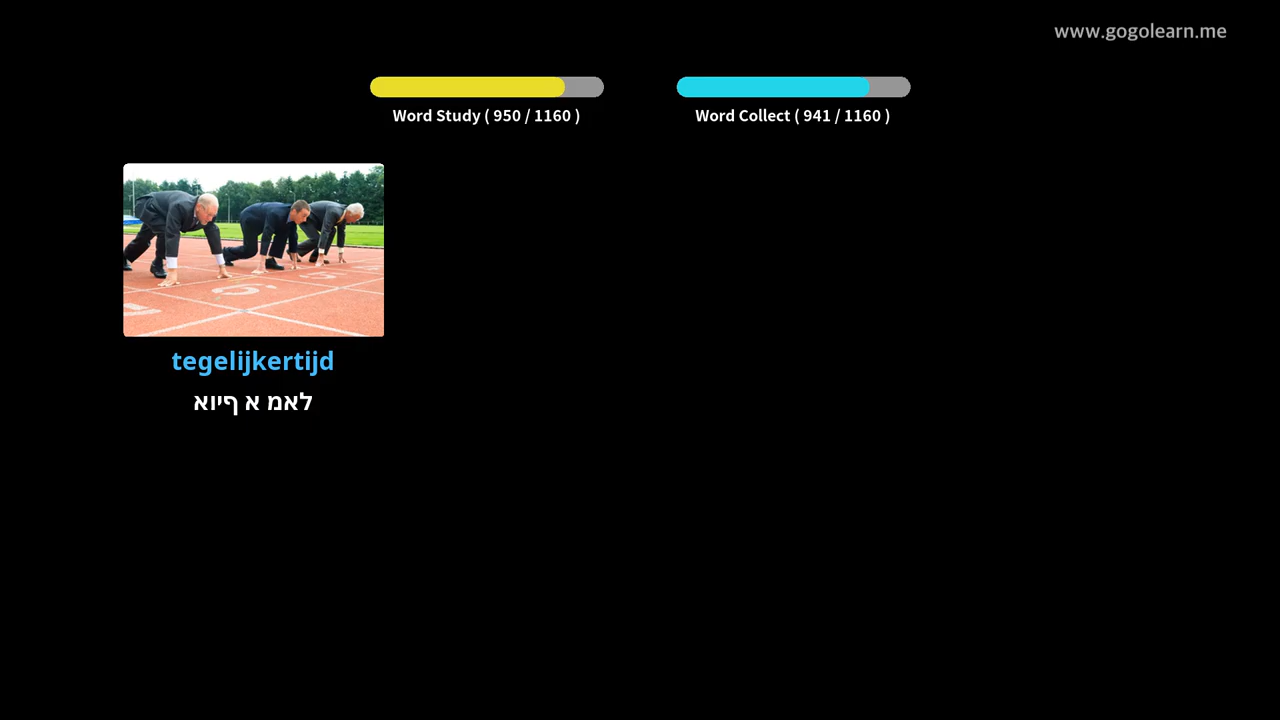 www.gogolearn.me
Word Study ( 950 / 1160 )
Word Collect ( 941 / 1160 )
tegelijkertijd
לאמ א ףיוא